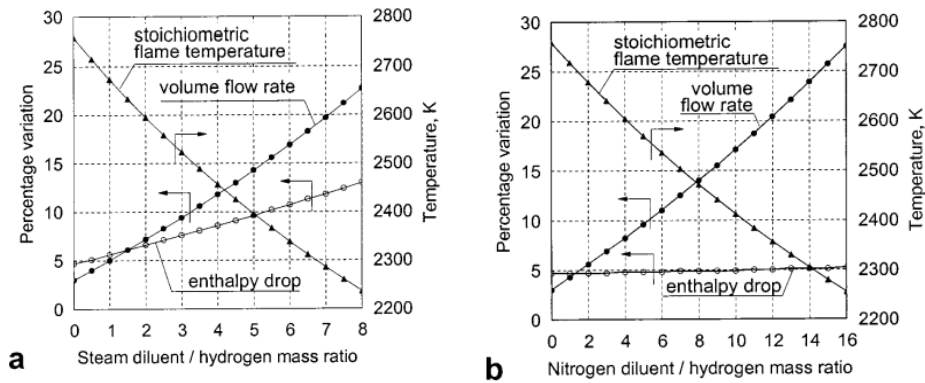 30
25
20
15
10
5
0
Percentage variation
stoichiometric
flame temperature
volume flow rate
enthalpy drop
2800
2700
2600
2500
2400
2300
2200
Temperature, K
0 1 2 3 4 5 6 7 8
Steam diluent / hydrogen mass ratio
a
30
25
20
15
10
5
0
Percentage variation
stoichiometric
flame temperature
volume
flow rate
enthalpy drop
2800
2700
2600
2500
2400
2300
2200
Temperature, K
0 2 4 6 8 10 12 14 16
Nitrogen diluent / hydrogen mass ratio
b